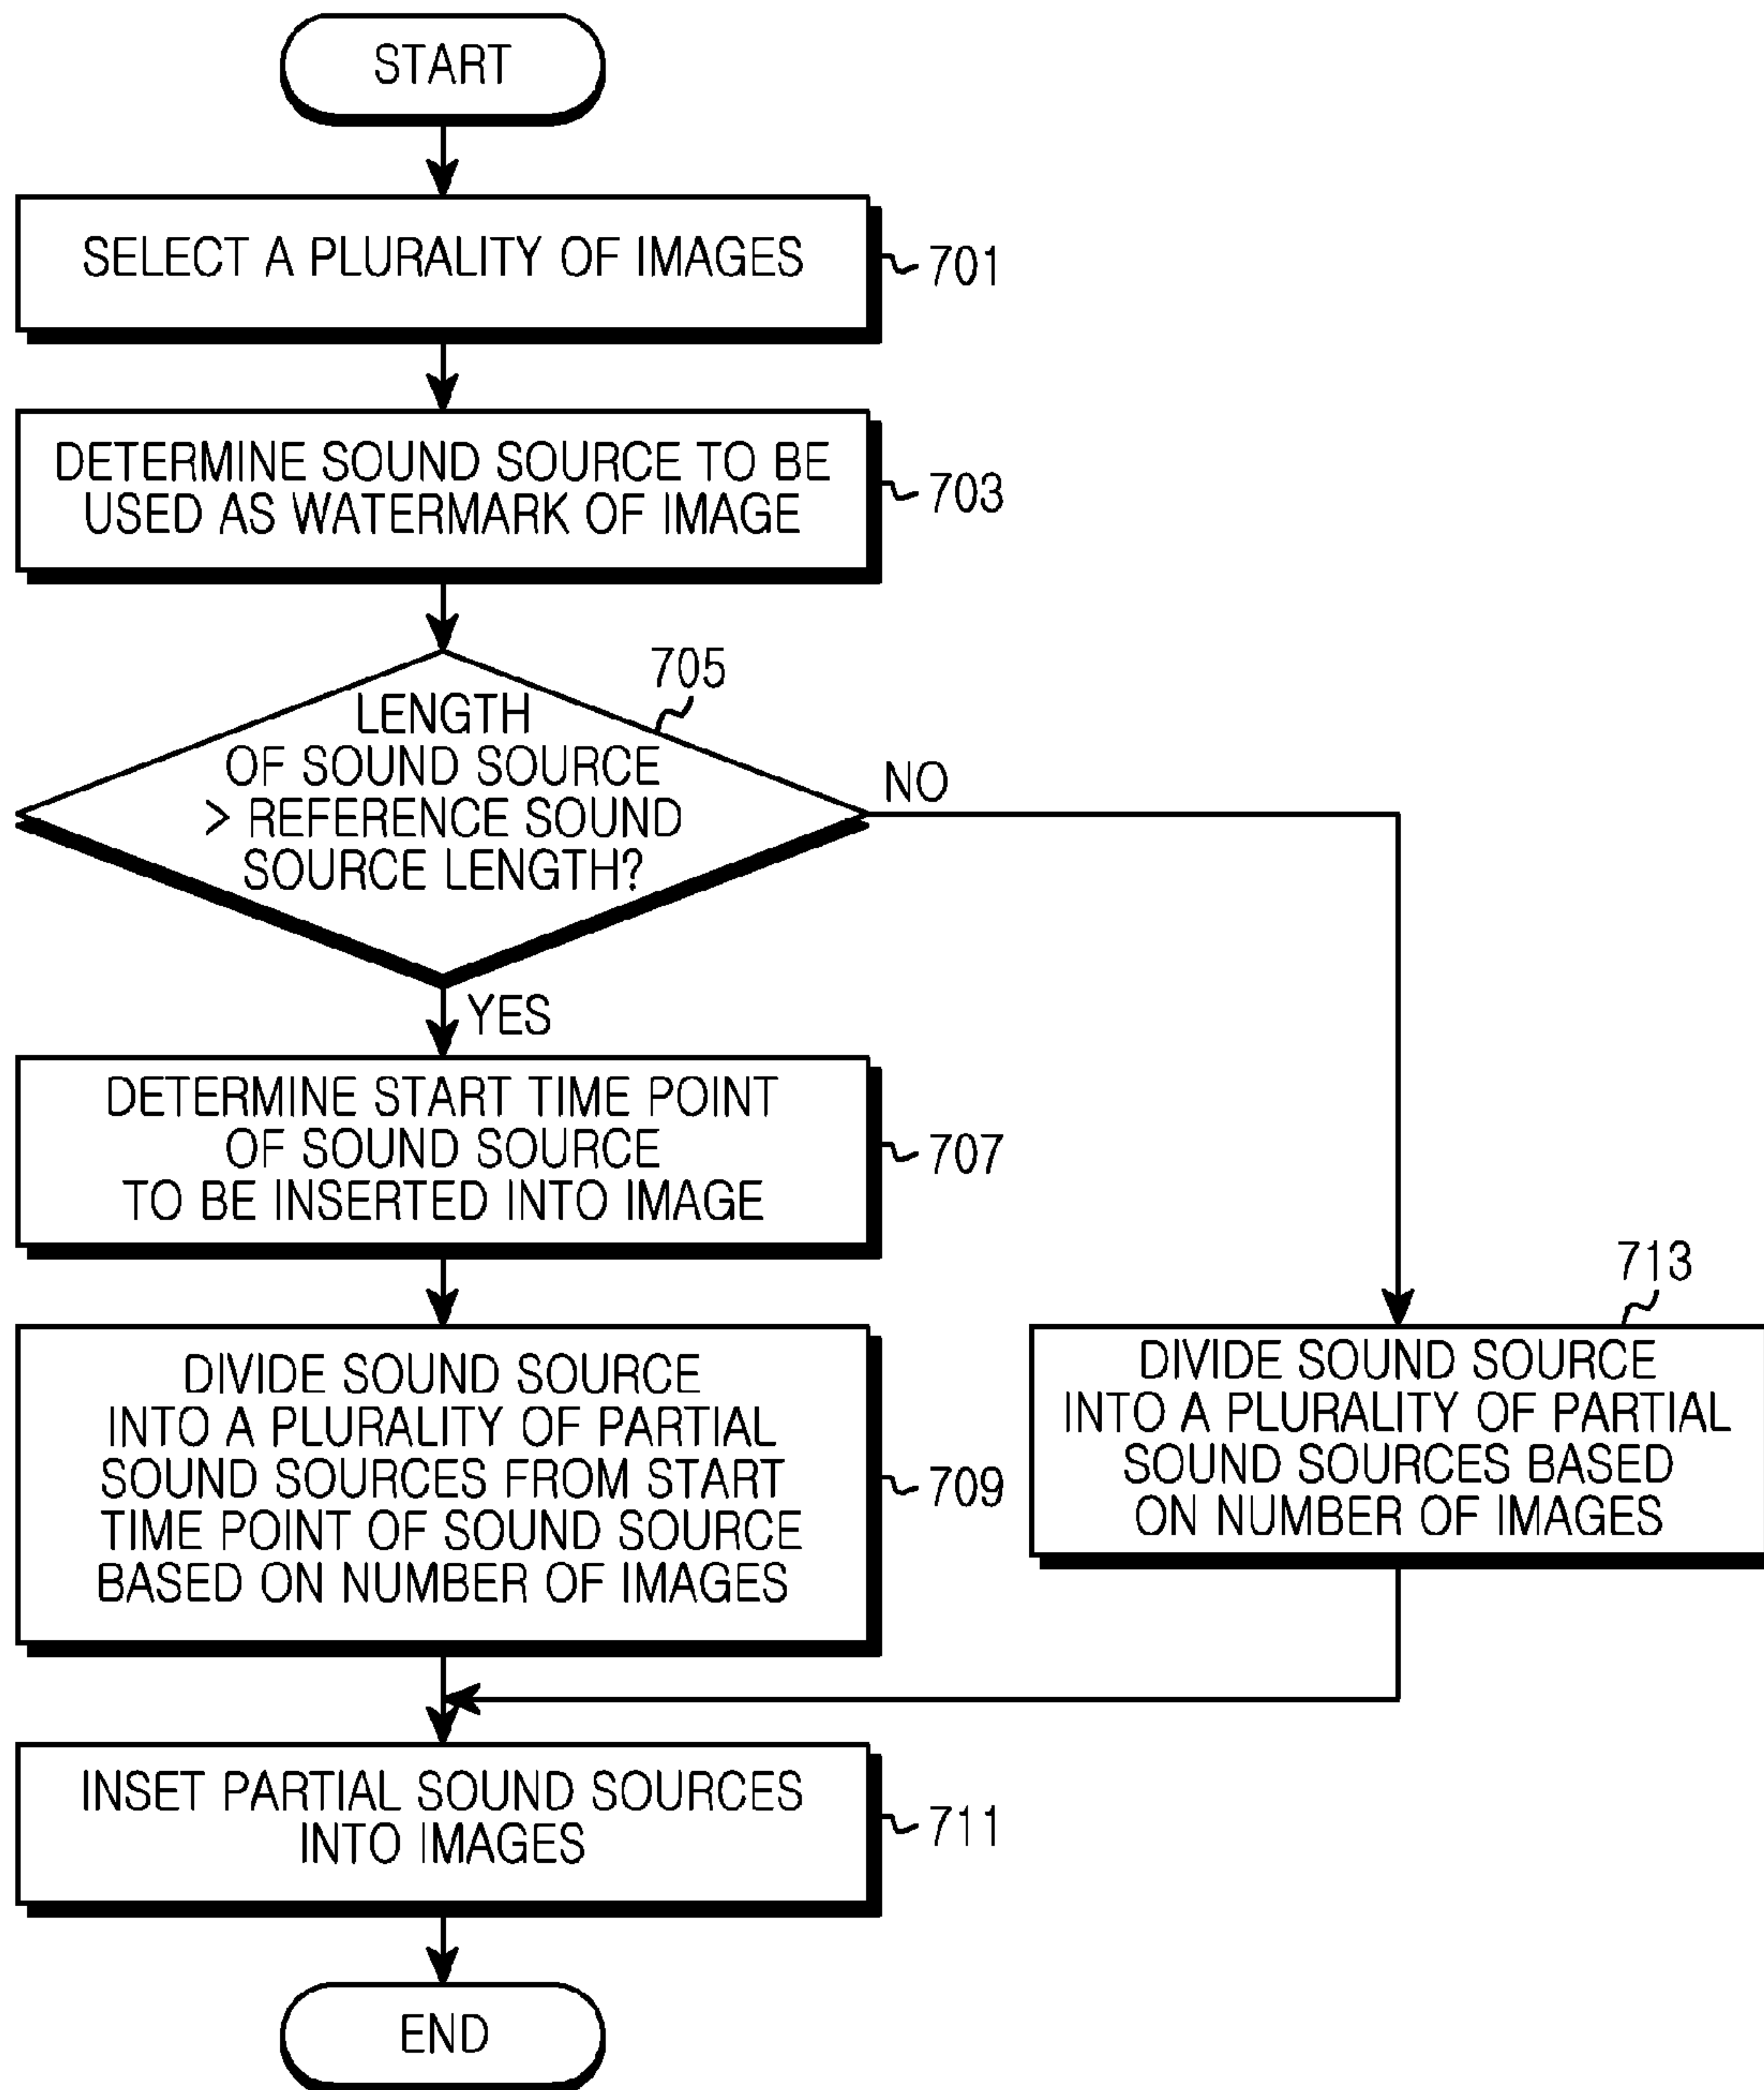 START
SELECT A PLURALITY OF IMAGES
701
DETERMINE SOUND SOURCE TO BE
USED AS WATERMARK OF IMAGE
703
705
LENGTH
OF SOUND SOURCE
> REFERENCE SOUND
SOURCE LENGTH?
NO
YES
DETERMINE START TIME POINT
OF SOUND SOURCE
TO BE INSERTED INTO IMAGE
707
DIVIDE SOUND SOURCE
INTO A PLURALITY OF PARTIAL
SOUND SOURCES FROM START
TIME POINT OF SOUND SOURCE
BASED ON NUMBER OF IMAGES
709
713
DIVIDE SOUND SOURCE
INTO A PLURALITY OF PARTIAL
SOUND SOURCES BASED
ON NUMBER OF IMAGES
INSET PARTIAL SOUND SOURCES
INTO IMAGES
711
END